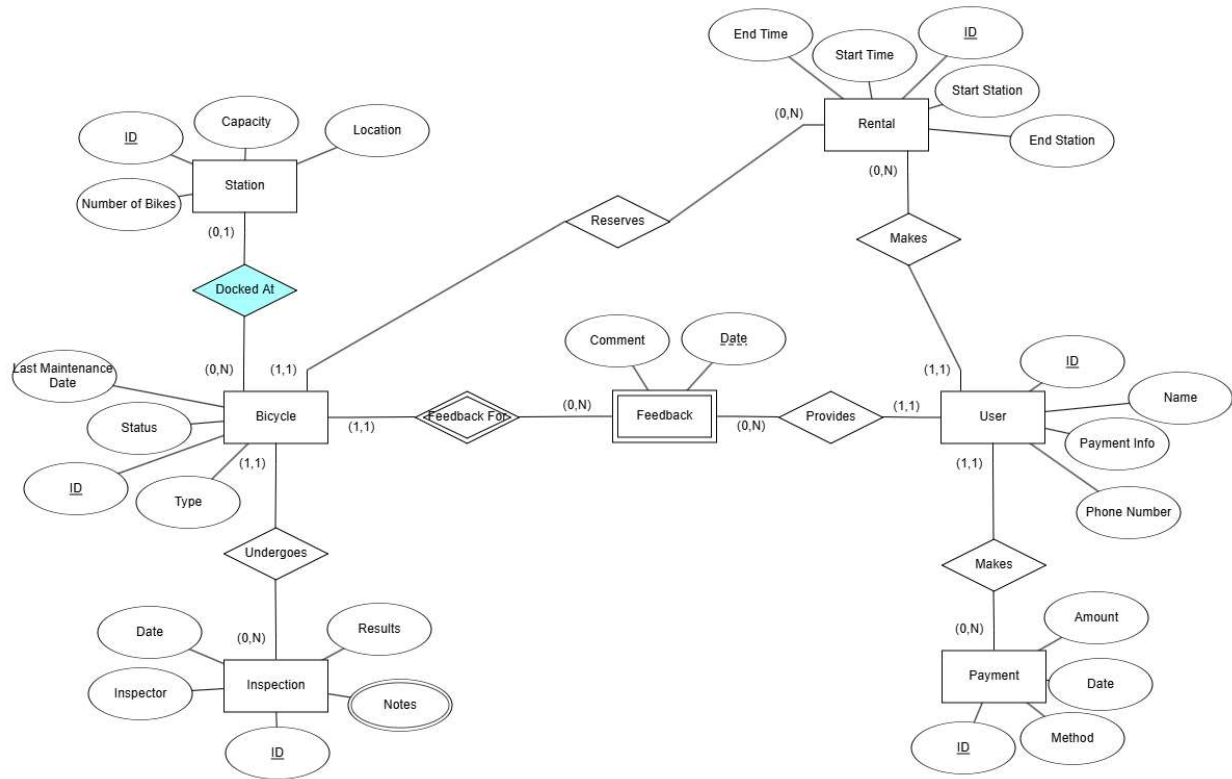 End Time
Start Time
ID
Start Station
End Station
Rental
(0,N)
(0,N)
ID
Capacity
Location
Number of Bikes
Station
(0,1)
Docked At
(0,N)
Reserves
Makes
(1,1)
(1,1)
Last Maintenance
Date
Status
ID
Type
Bicycle
(1,1)
(1,1)
Feedback For
(0,N)
Comment
Date
Feedback
(0,N)
Provides
(1,1)
User
ID
Name
Payment Info
Phone Number
(1,1)
Undergoes
Makes
(0,N)
(0,N)
Date
Results
Inspector
Inspection
Notes
ID
Amount
Payment
Date
Method
ID